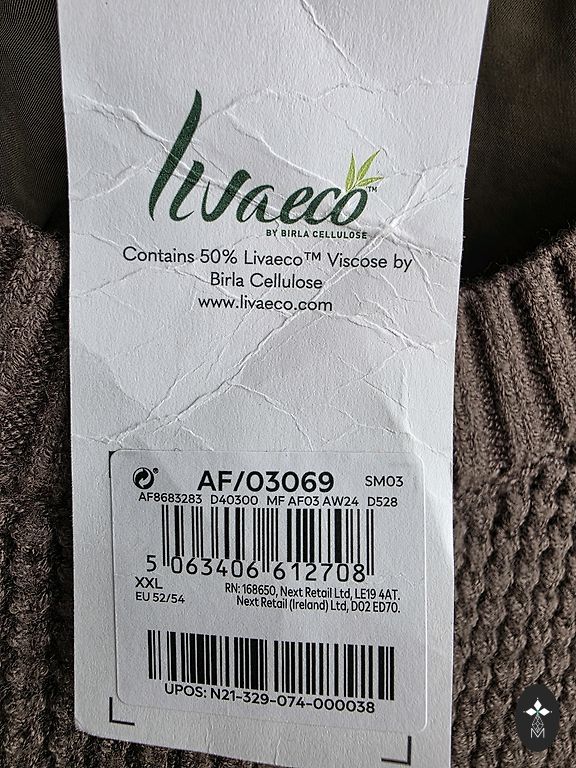 livaeco™
BY BIRLA CELLULOSE
Contains 50% Livaeco™ Viscose by
Birla Cellulose
www.livaeco.com
AF/03069 SM03
AF8683283 D40300 MF AF03 AW24 D528
5 063406 612708
XXL
EU 52/54
RN: 168650, Next Retail Ltd, LE19 4AT.
Next Retail (Ireland) Ltd, D02 ED70.
UPOS: N21-329-074-000038
M